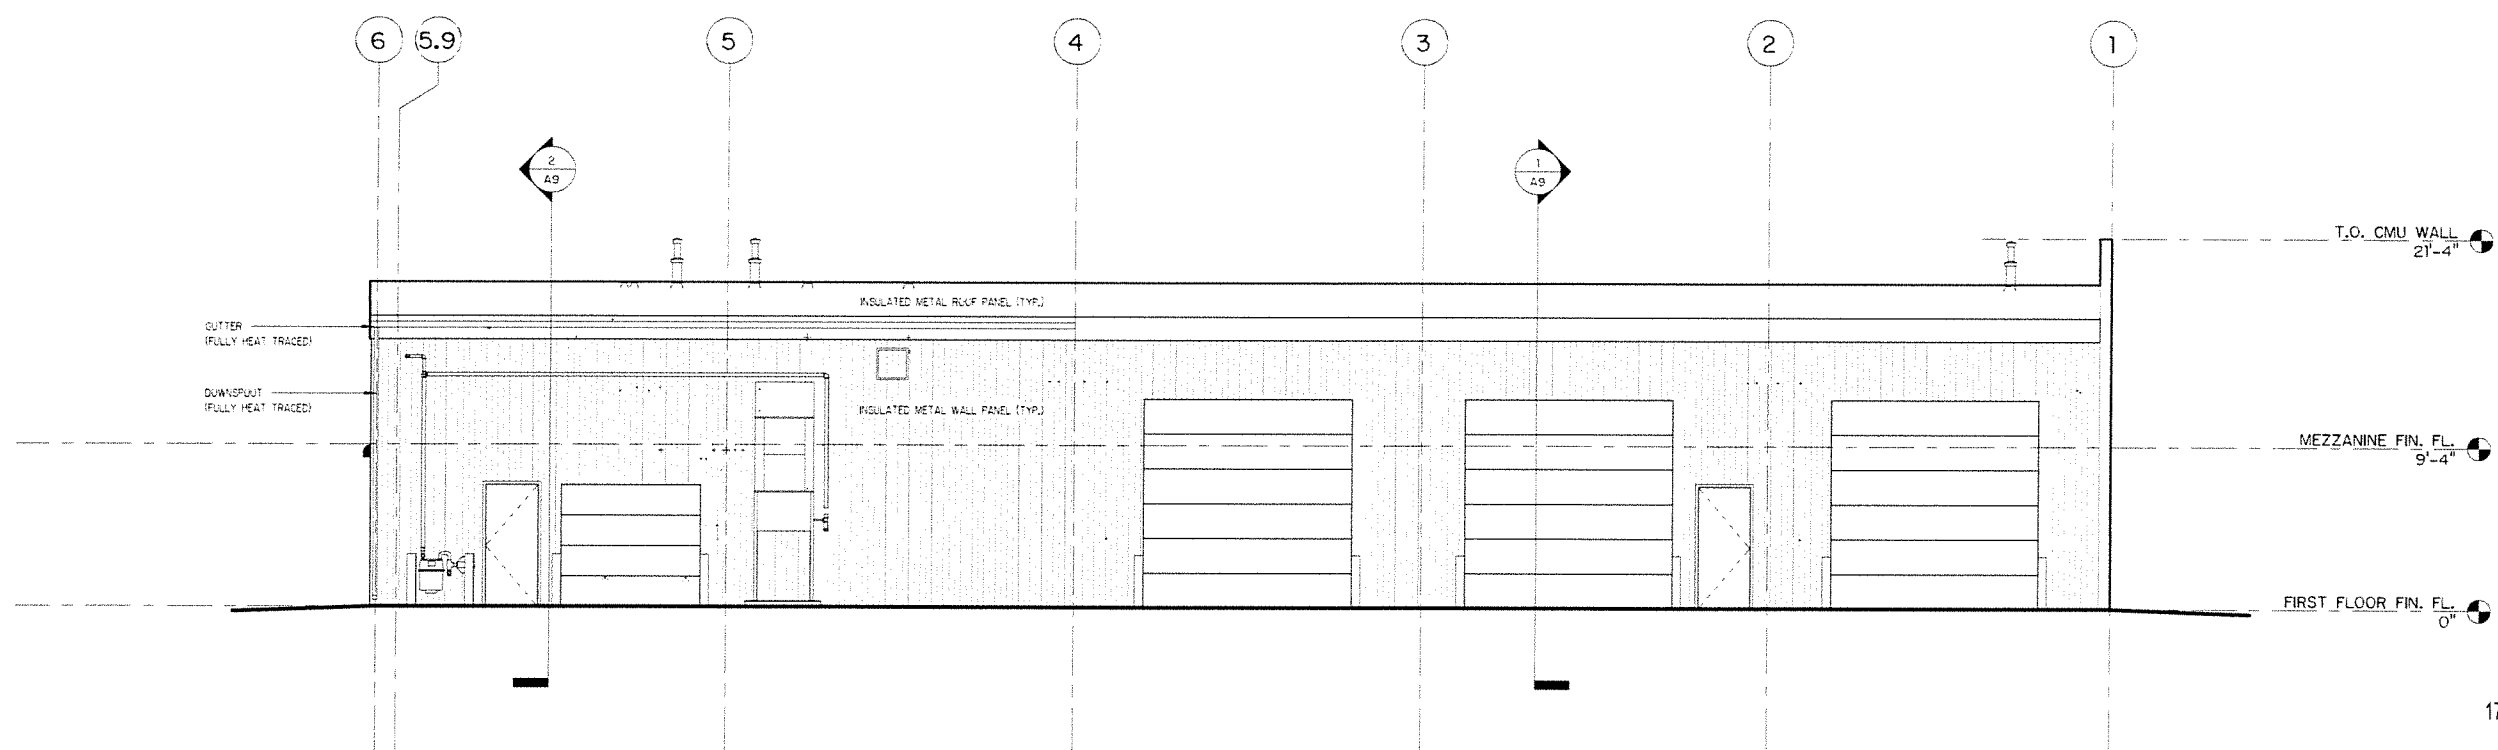 6
5.9
5
4
3
2
1
2
A9
1
A9
T.O. CMU WALL
21'-4"
INSULATED METAL ROOF PANEL (TYP.)
GUTTER
(FULLY HEAT TRACED)
DOWNSPOUT
(FULLY HEAT TRACED)
INSULATED METAL WALL PANEL (TYP.)
MEZZANINE FIN. FL.
9'-4"
FIRST FLOOR FIN. FL.
0"
17